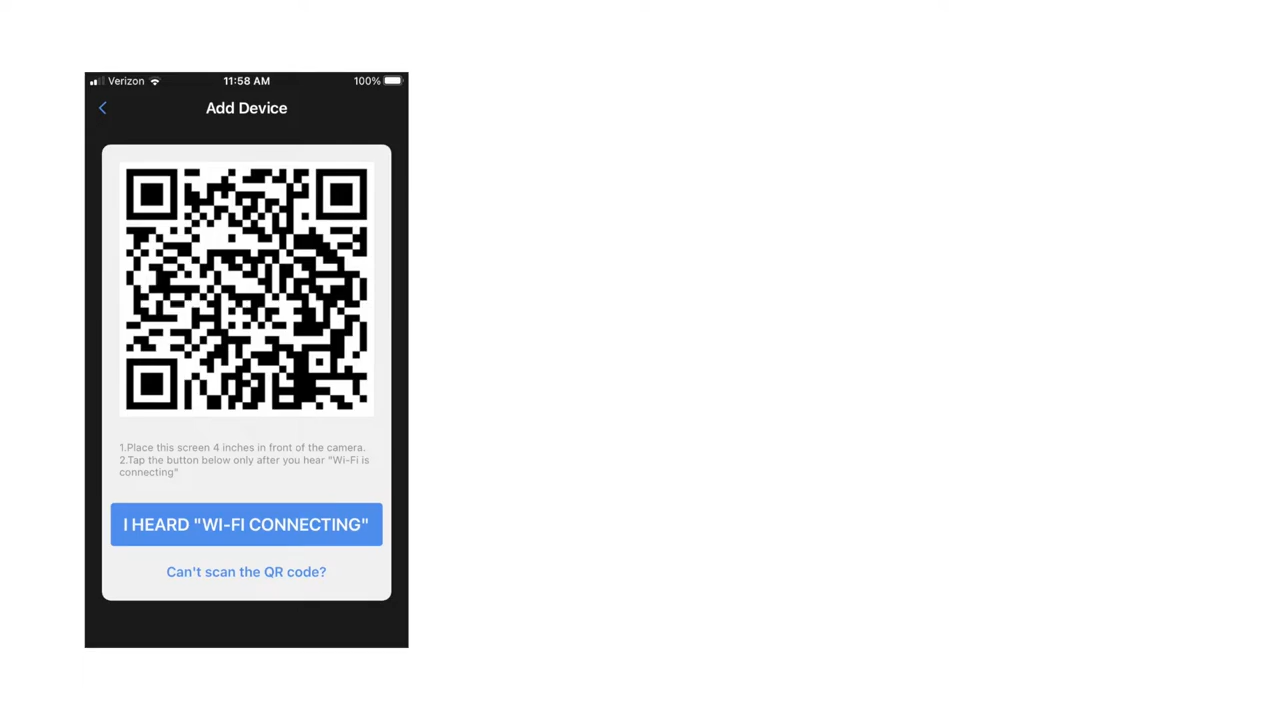 Verizon 11:58 AM 100%
Add Device
1.Place this screen 4 inches in front of the camera.
2.Tap the button below only after you hear "Wi-Fi is
connecting"
I HEARD "WI-FI CONNECTING"
Can't scan the QR code?